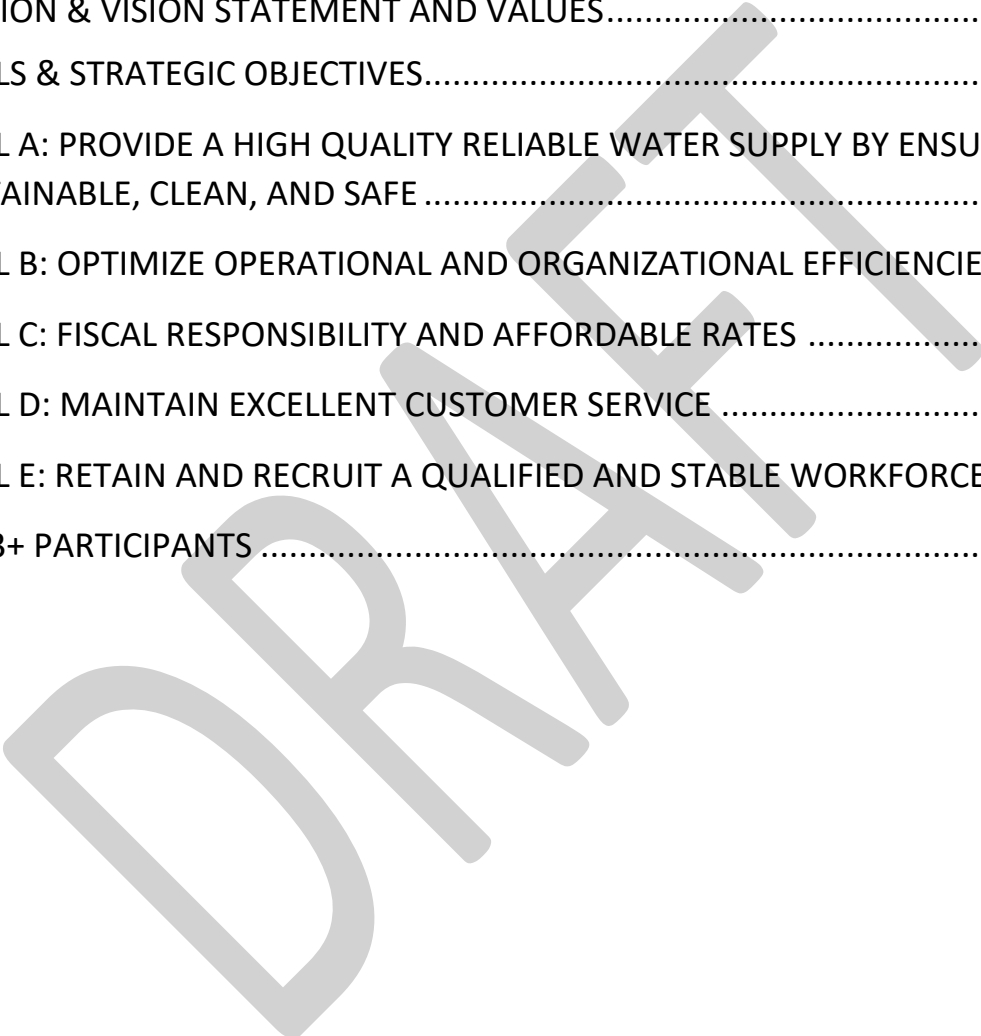 ION & VISION STATEMENT AND VALUES....................................
LS & STRATEGIC OBJECTIVES.......................................................
L A: PROVIDE A HIGH QUALITY RELIABLE WATER SUPPLY BY ENSU
TAINABLE, CLEAN, AND SAFE .......................................................
L B: OPTIMIZE OPERATIONAL AND ORGANIZATIONAL EFFICIENCIE
L C: FISCAL RESPONSIBILITY AND AFFORDABLE RATES .................
L D: MAINTAIN EXCELLENT CUSTOMER SERVICE .........................
L E: RETAIN AND RECRUIT A QUALIFIED AND STABLE WORKFORCE
3+ PARTICIPANTS .......................................................................
DRAFT